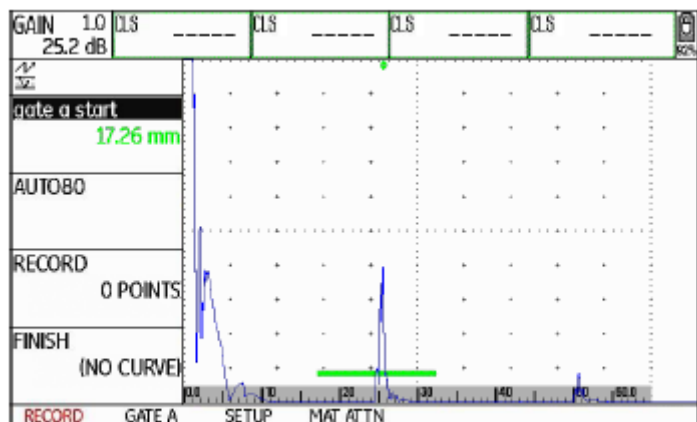 GAIN 1.0
25.2 dB
CLS -----
CLS -----
CLS -----
CLS -----
92%
gate a start
17.26 mm
AUTO80
RECORD
0 POINTS
FINISH
(NO CURVE)
0.0 10 20 30 40 50 60.0
RECORD GATE A SETUP MAT ATTN